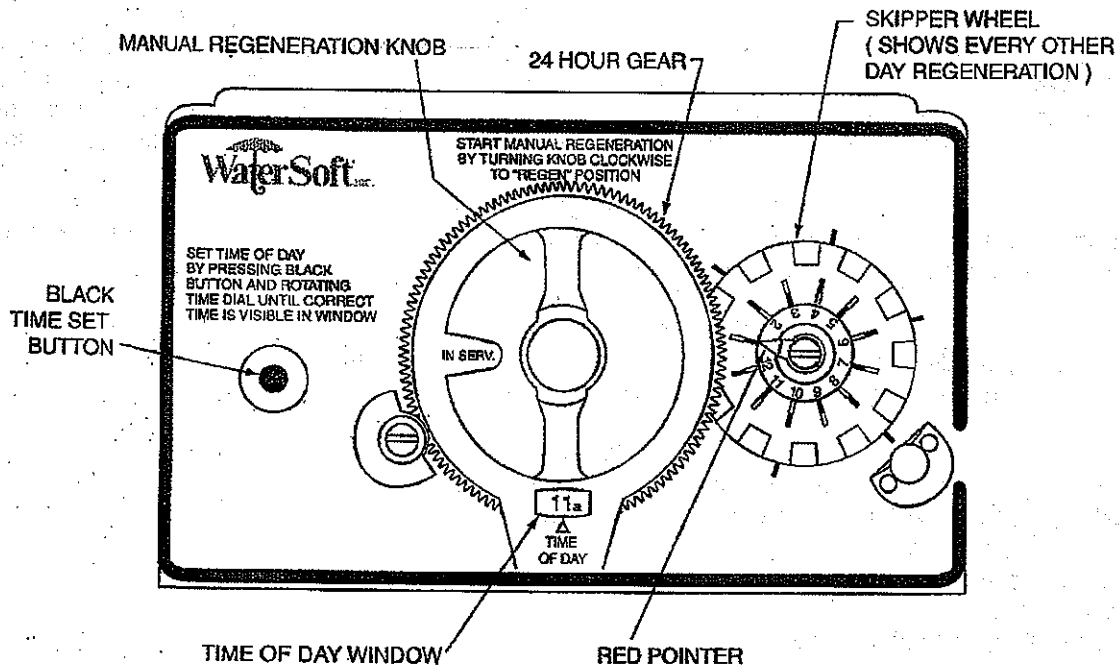 SKIPPER WHEEL
( SHOWS EVERY OTHER
DAY REGENERATION )
MANUAL REGENERATION KNOB
24 HOUR GEAR
WaterSoft inc.
START MANUAL REGENERATION
BY TURNING KNOB CLOCKWISE
TO "REGEN" POSITION
SET TIME OF DAY
BY PRESSING BLACK
BUTTON AND ROTATING
TIME DIAL UNTIL CORRECT
TIME IS VISIBLE IN WINDOW
BLACK
TIME SET
BUTTON
IN SERV.
2 3 4 5 6 7 8 9 10 11 12
11a
TIME
OF DAY
TIME OF DAY WINDOW
RED POINTER